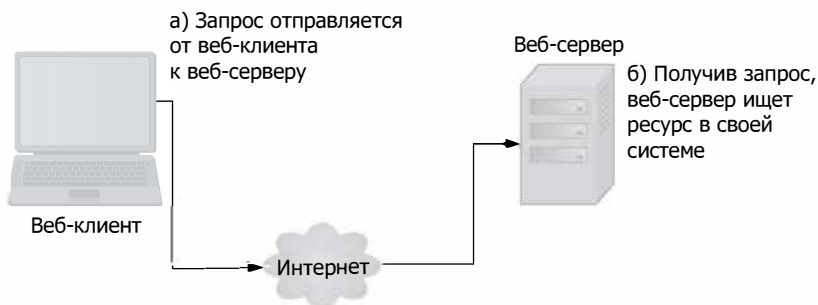 а) Запрос отправляется
от веб-клиента
к веб-серверу
Веб-сервер
б) Получив запрос,
веб-сервер ищет
ресурс в своей
системе
Веб-клиент
Интернет